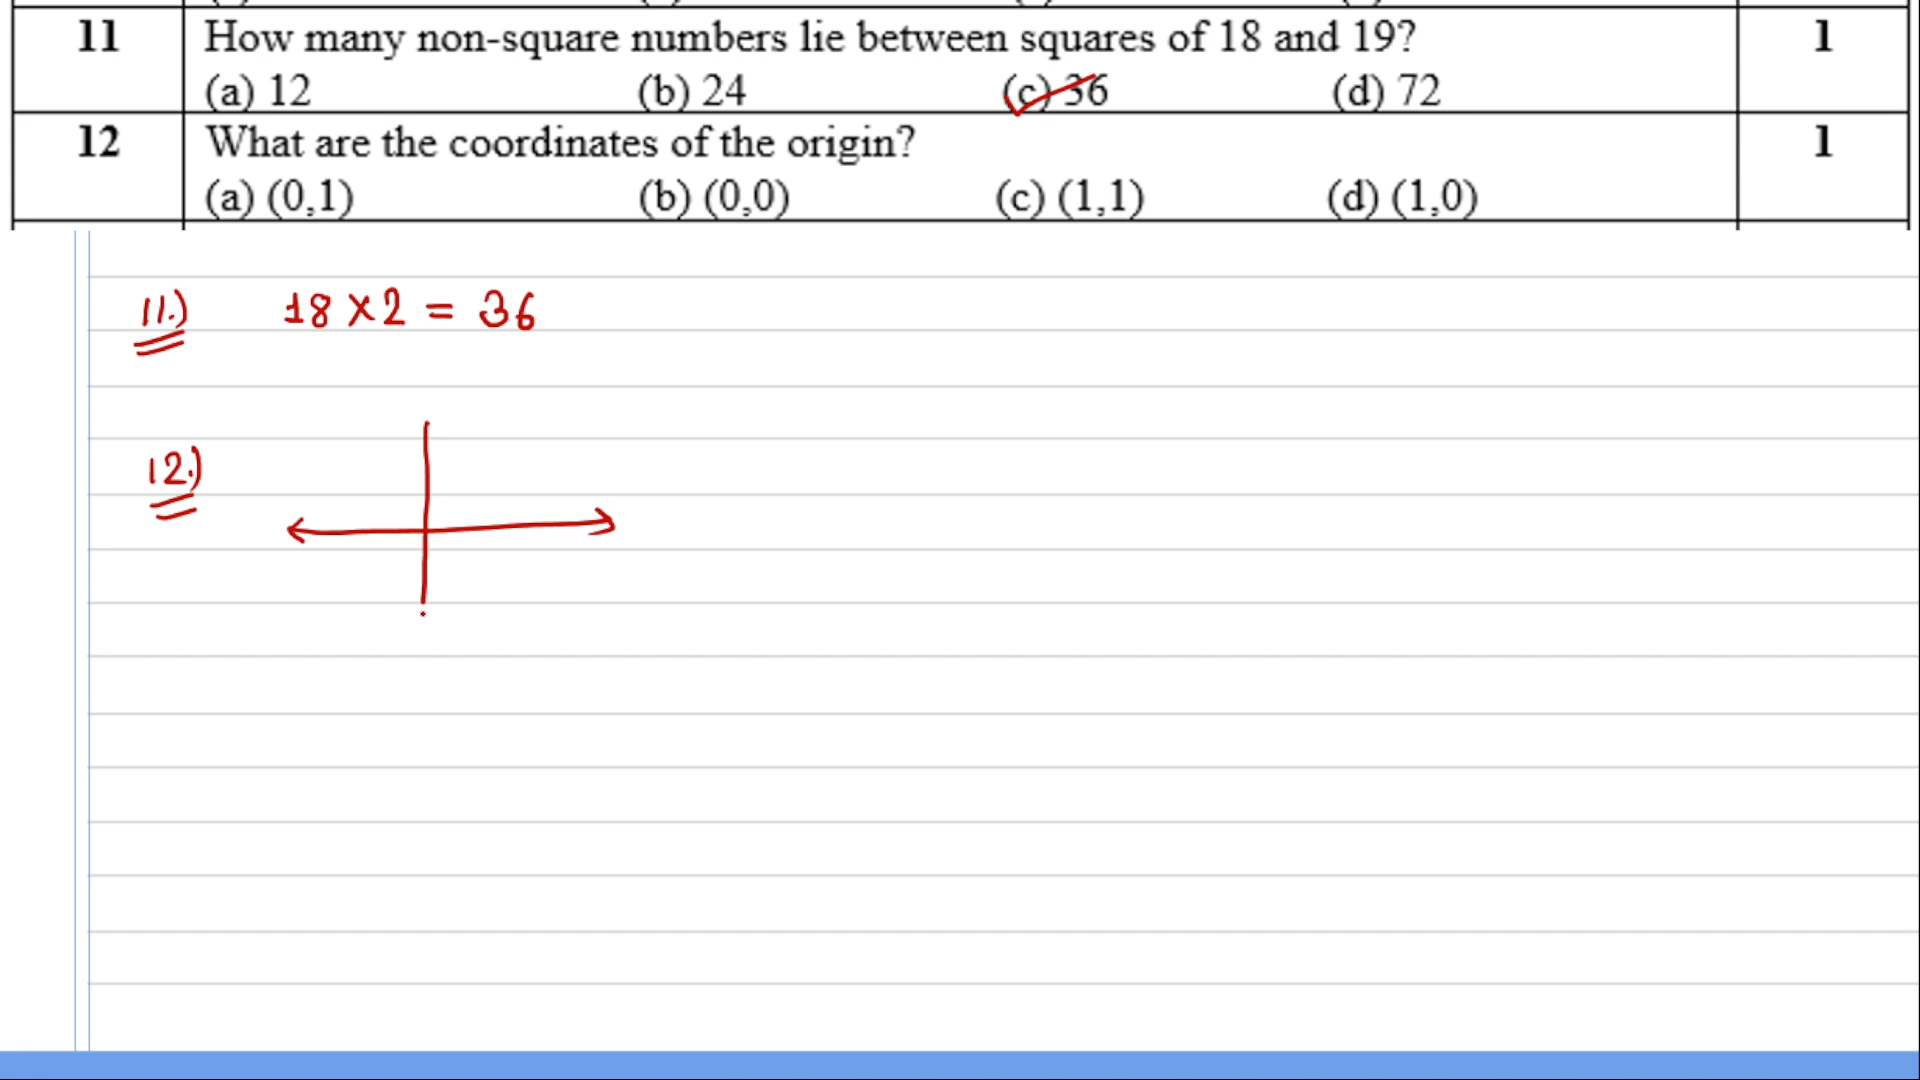 11 How many non-square numbers lie between squares of 18 and 19? 1
(a) 12 (b) 24 (c) 36 (d) 72
12 What are the coordinates of the origin? 1
(a) (0,1) (b) (0,0) (c) (1,1) (d) (1,0)
11.) 18 × 2 = 36
12.)